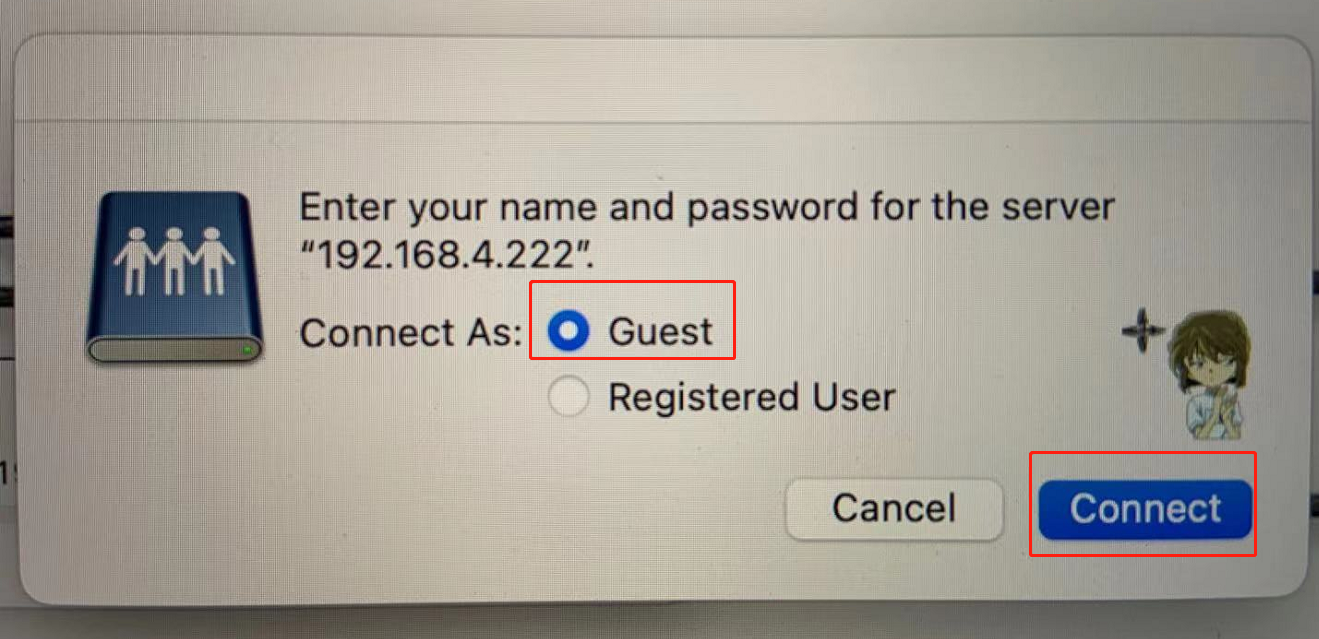 Enter your name and password for the server
“192.168.4.222”.
Connect As: Guest
Registered User
Cancel Connect